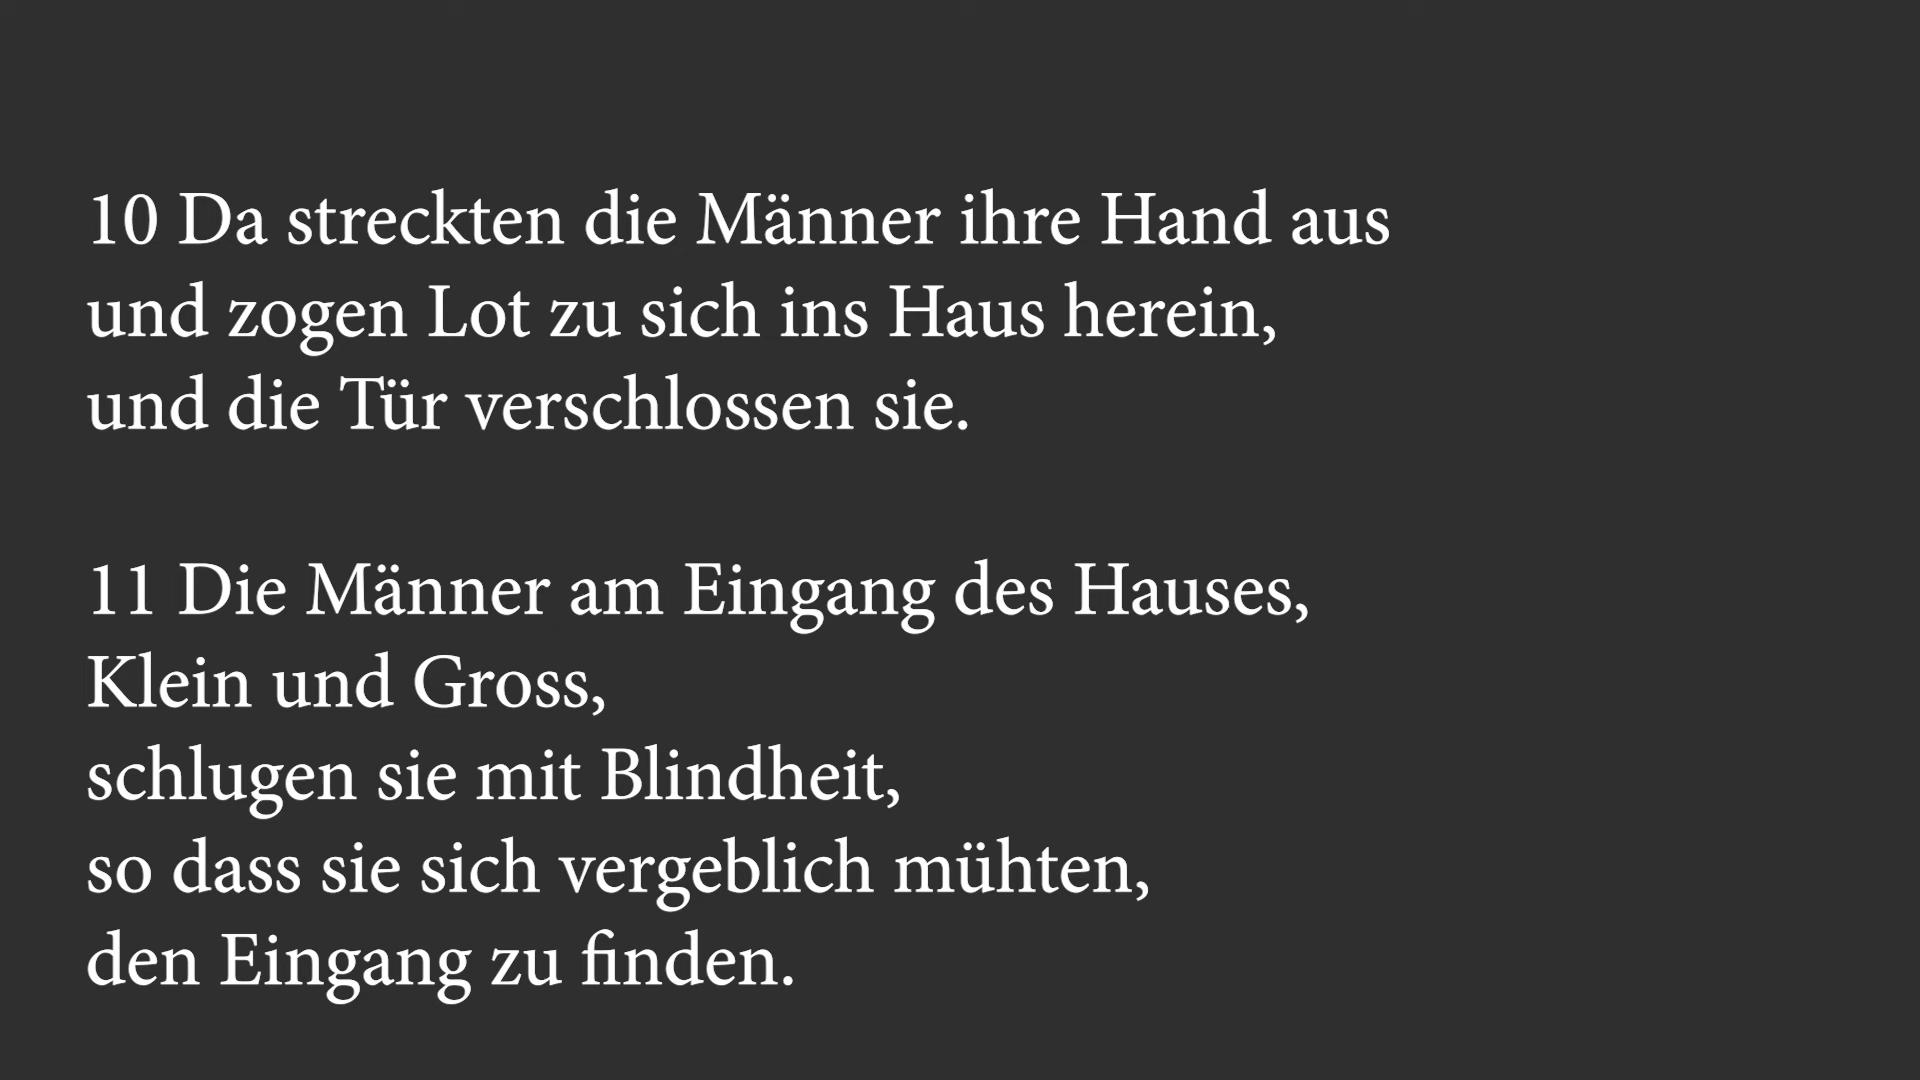 10 Da streckten die Männer ihre Hand aus
und zogen Lot zu sich ins Haus herein,
und die Tür verschlossen sie.
11 Die Männer am Eingang des Hauses,
Klein und Gross,
schlugen sie mit Blindheit,
so dass sie sich vergeblich mühten,
den Eingang zu finden.